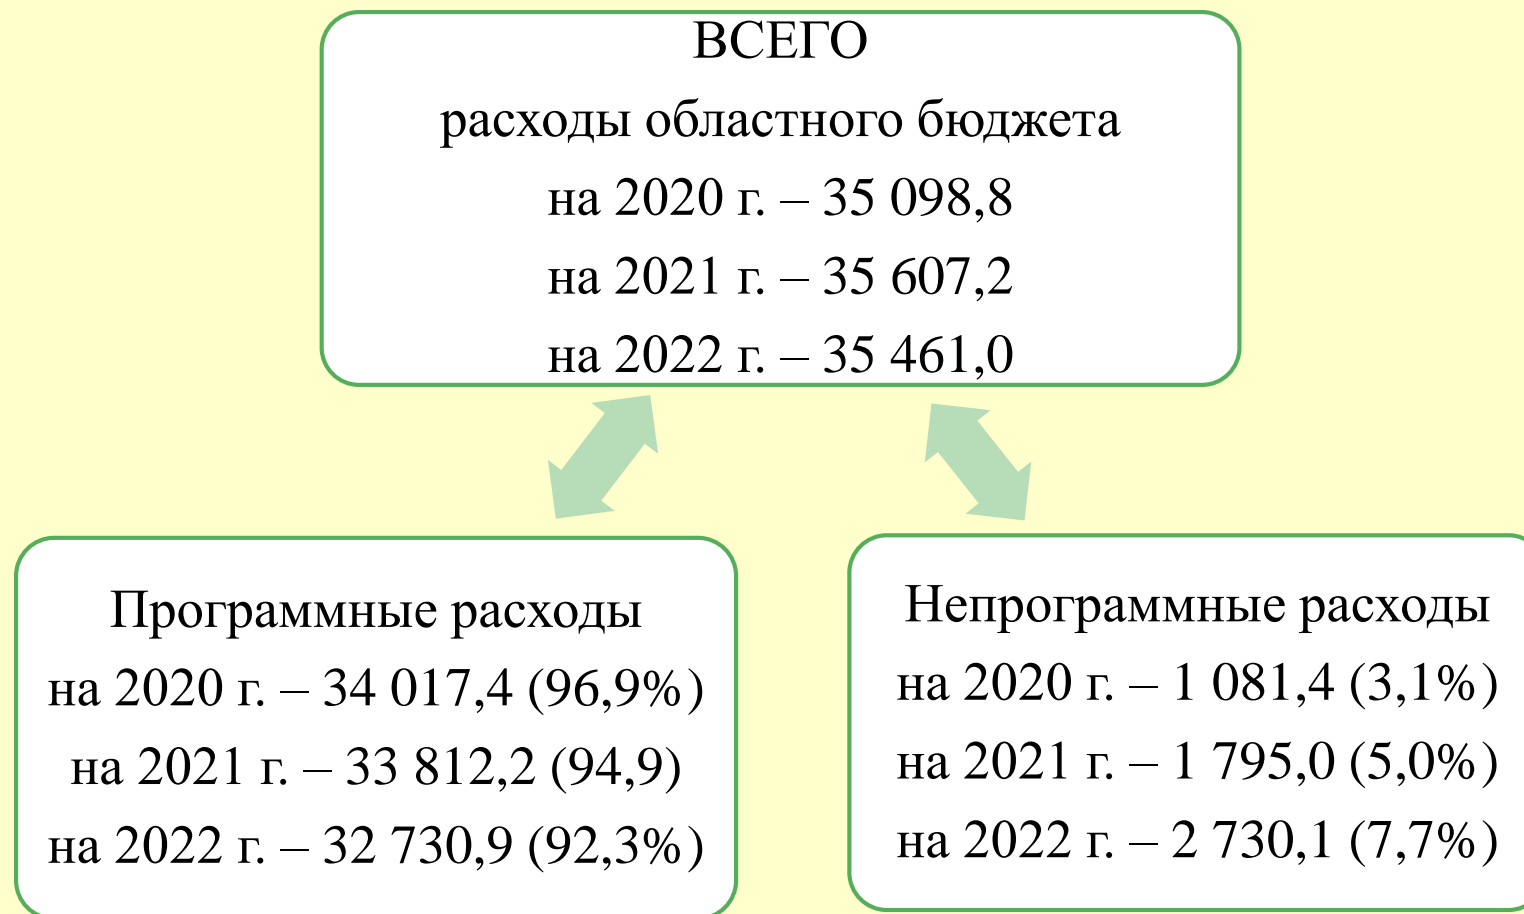 ВСЕГО
расходы областного бюджета
на 2020 г. – 35 098,8
на 2021 г. – 35 607,2
на 2022 г. – 35 461,0
Программные расходы
на 2020 г. – 34 017,4 (96,9%)
на 2021 г. – 33 812,2 (94,9)
на 2022 г. – 32 730,9 (92,3%)
Непрограммные расходы
на 2020 г. – 1 081,4 (3,1%)
на 2021 г. – 1 795,0 (5,0%)
на 2022 г. – 2 730,1 (7,7%)